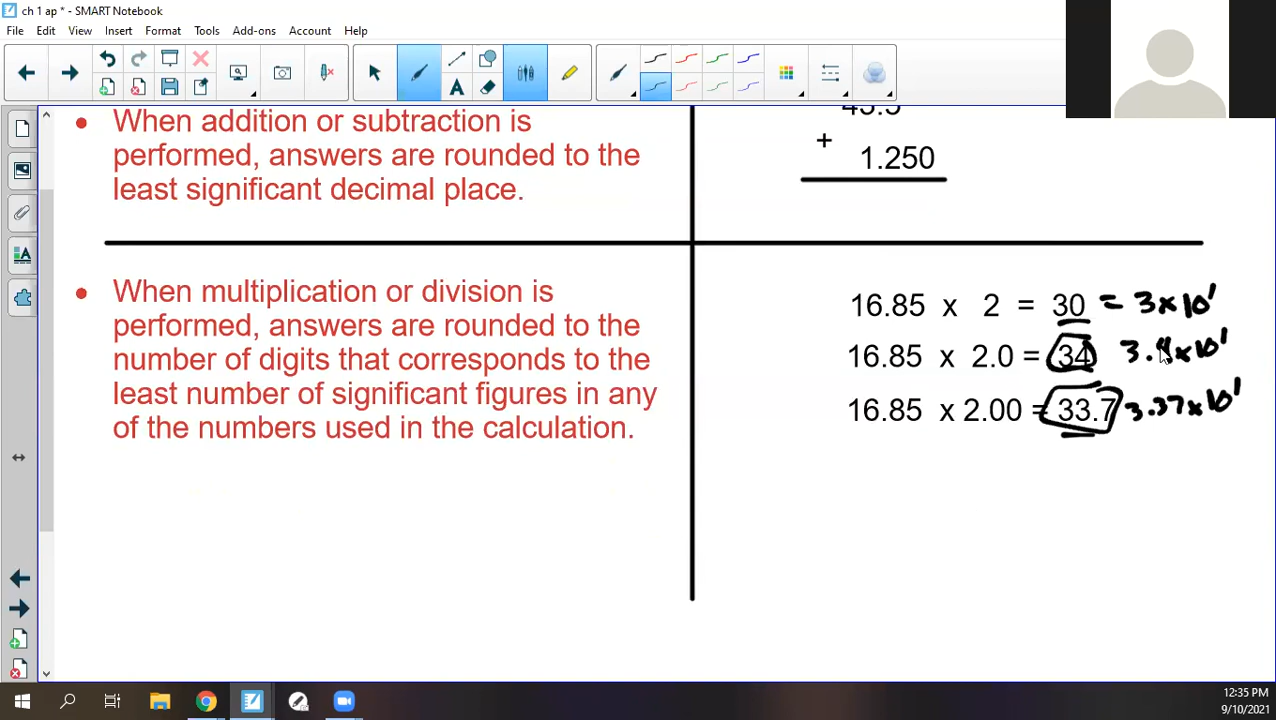 ch 1 ap * - SMART Notebook
File Edit View Insert Format Tools Add-ons Account Help
• When addition or subtraction is
performed, answers are rounded to the
least significant decimal place.
+
1.250
• When multiplication or division is
performed, answers are rounded to the
number of digits that corresponds to the
least number of significant figures in any
of the numbers used in the calculation.
16.85 x 2 = 30 = 3x10¹
16.85 x 2.0 = 34 3.4x10¹
16.85 x 2.00 = 33.7 3.37x10¹
12:35 PM
9/10/2021